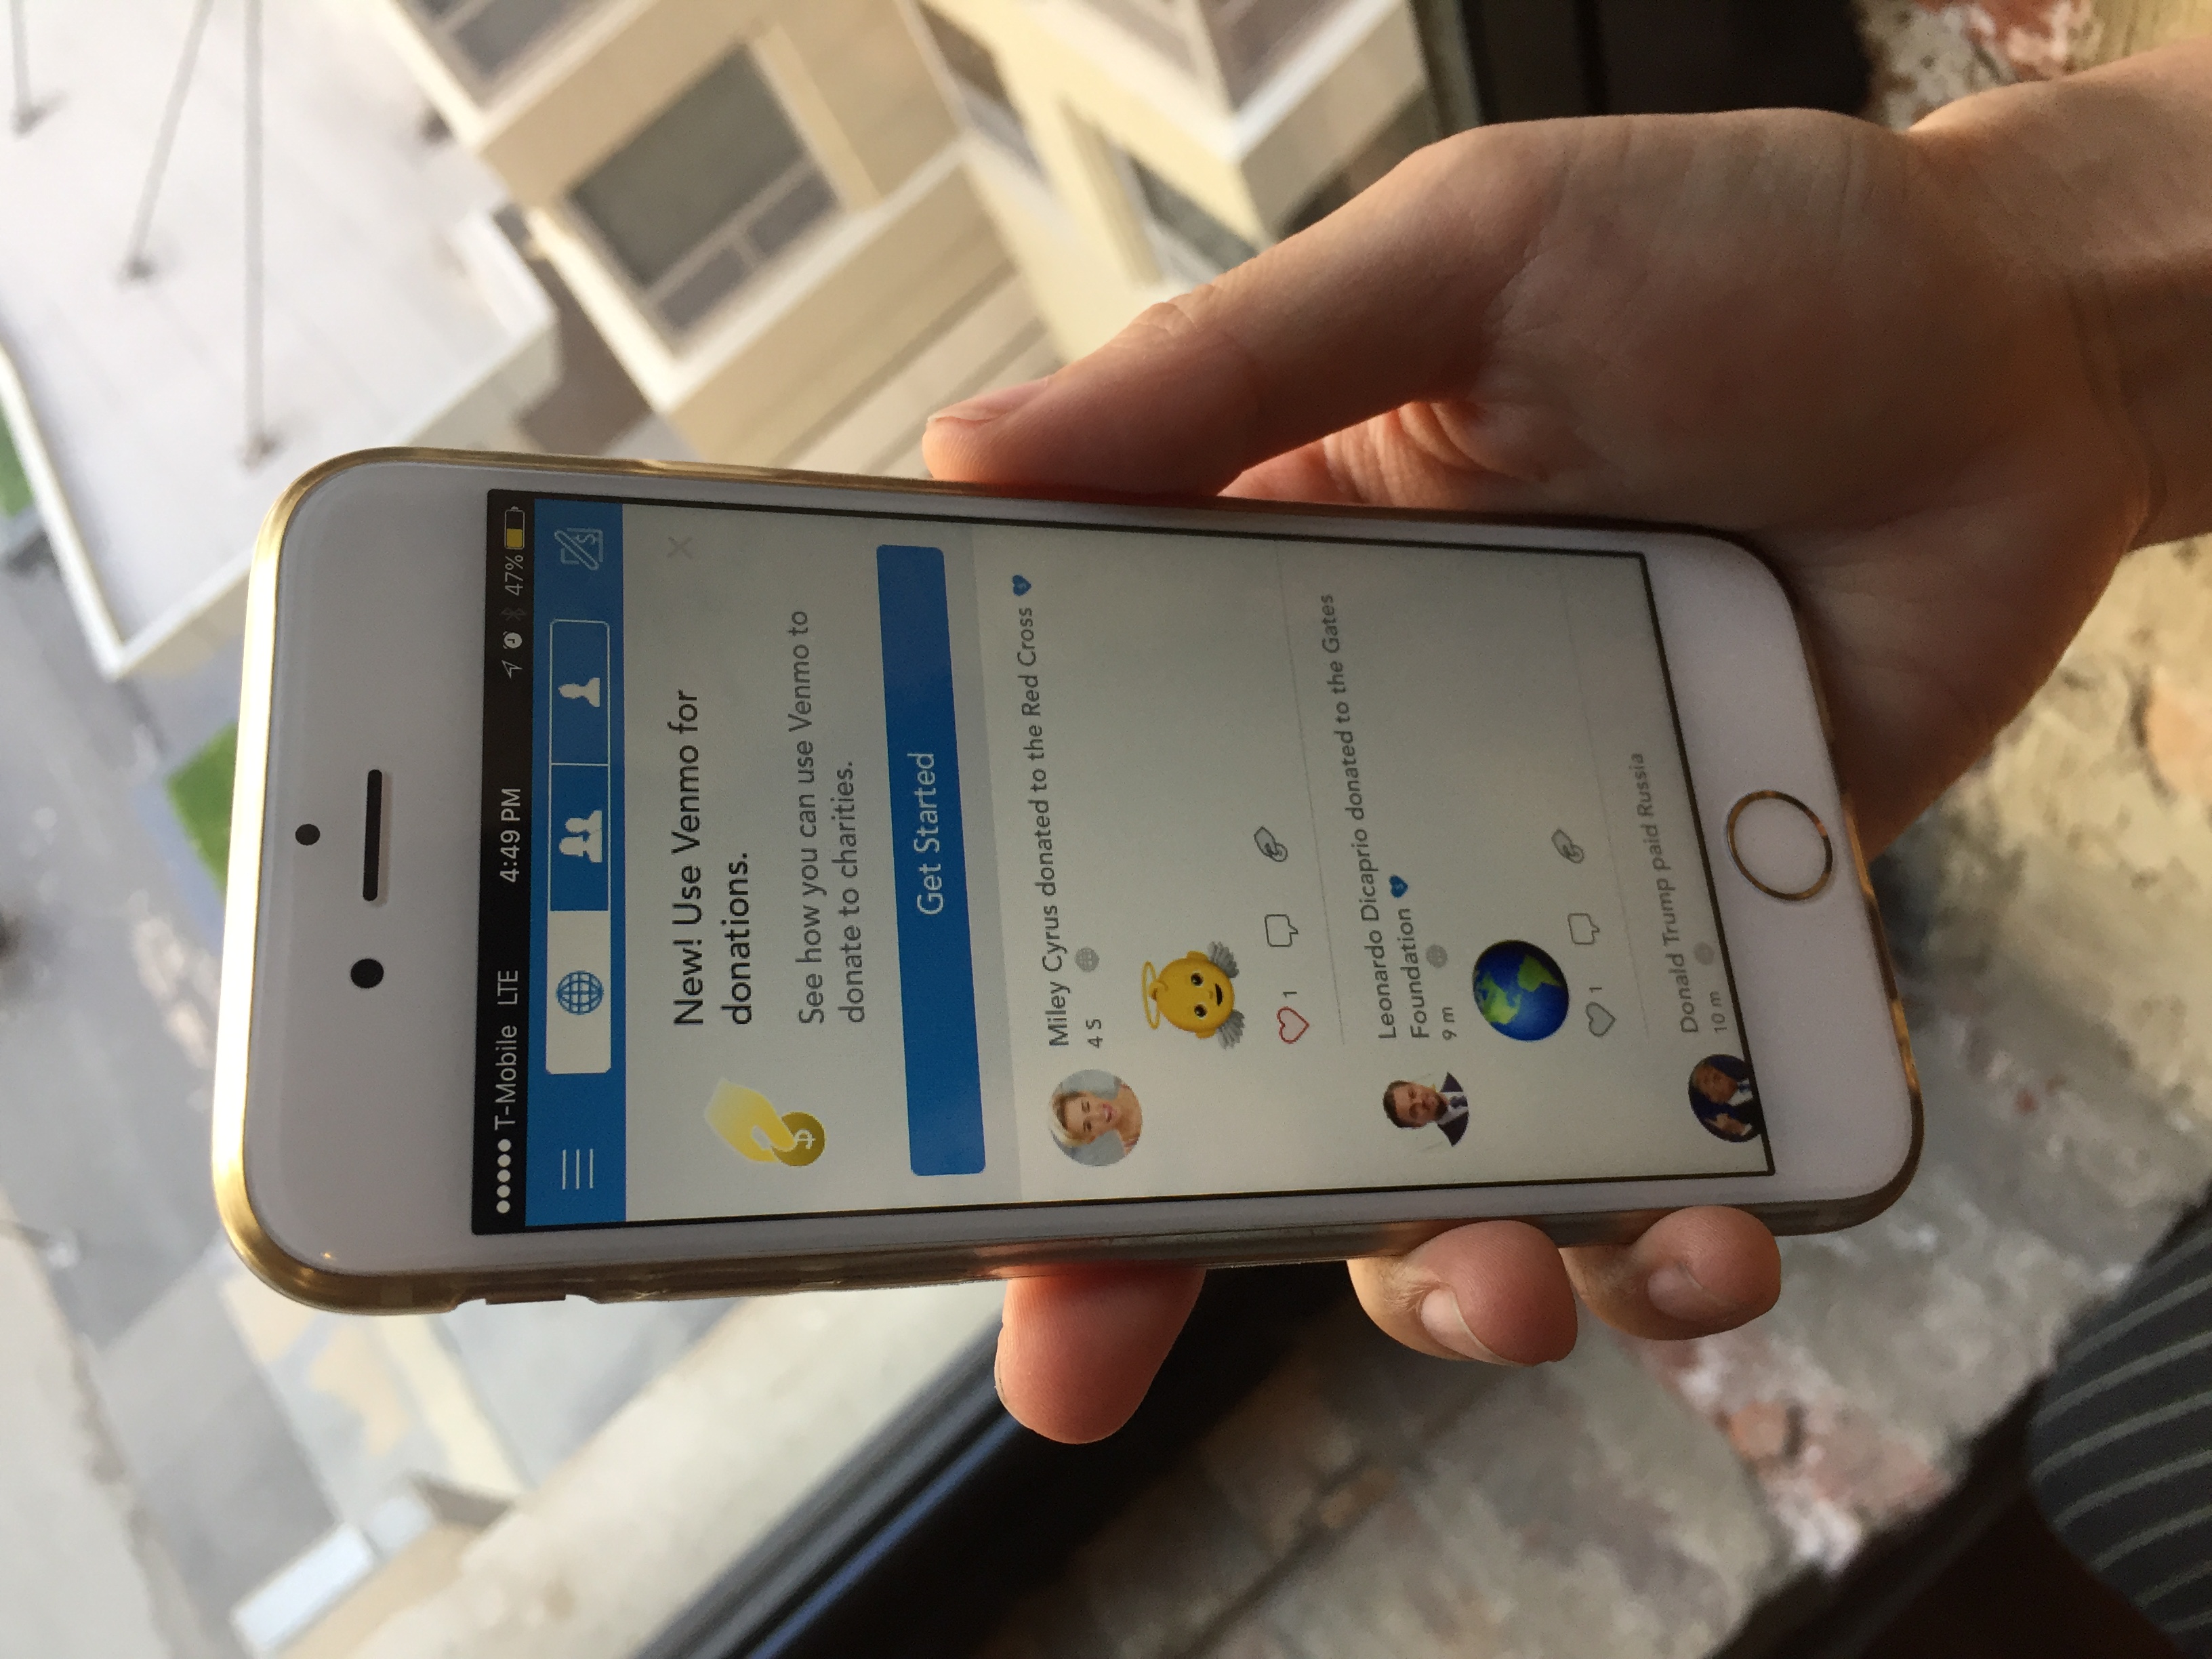 T-Mobile LTE 4:49 PM 47%
New! Use Venmo for
donations.
See how you can use Venmo to
donate to charities.
Get Started
Miley Cyrus donated to the Red Cross
4 S
1
Leonardo Dicaprio donated to the Gates
Foundation
9 m
1
Donald Trump paid Russia
10 m